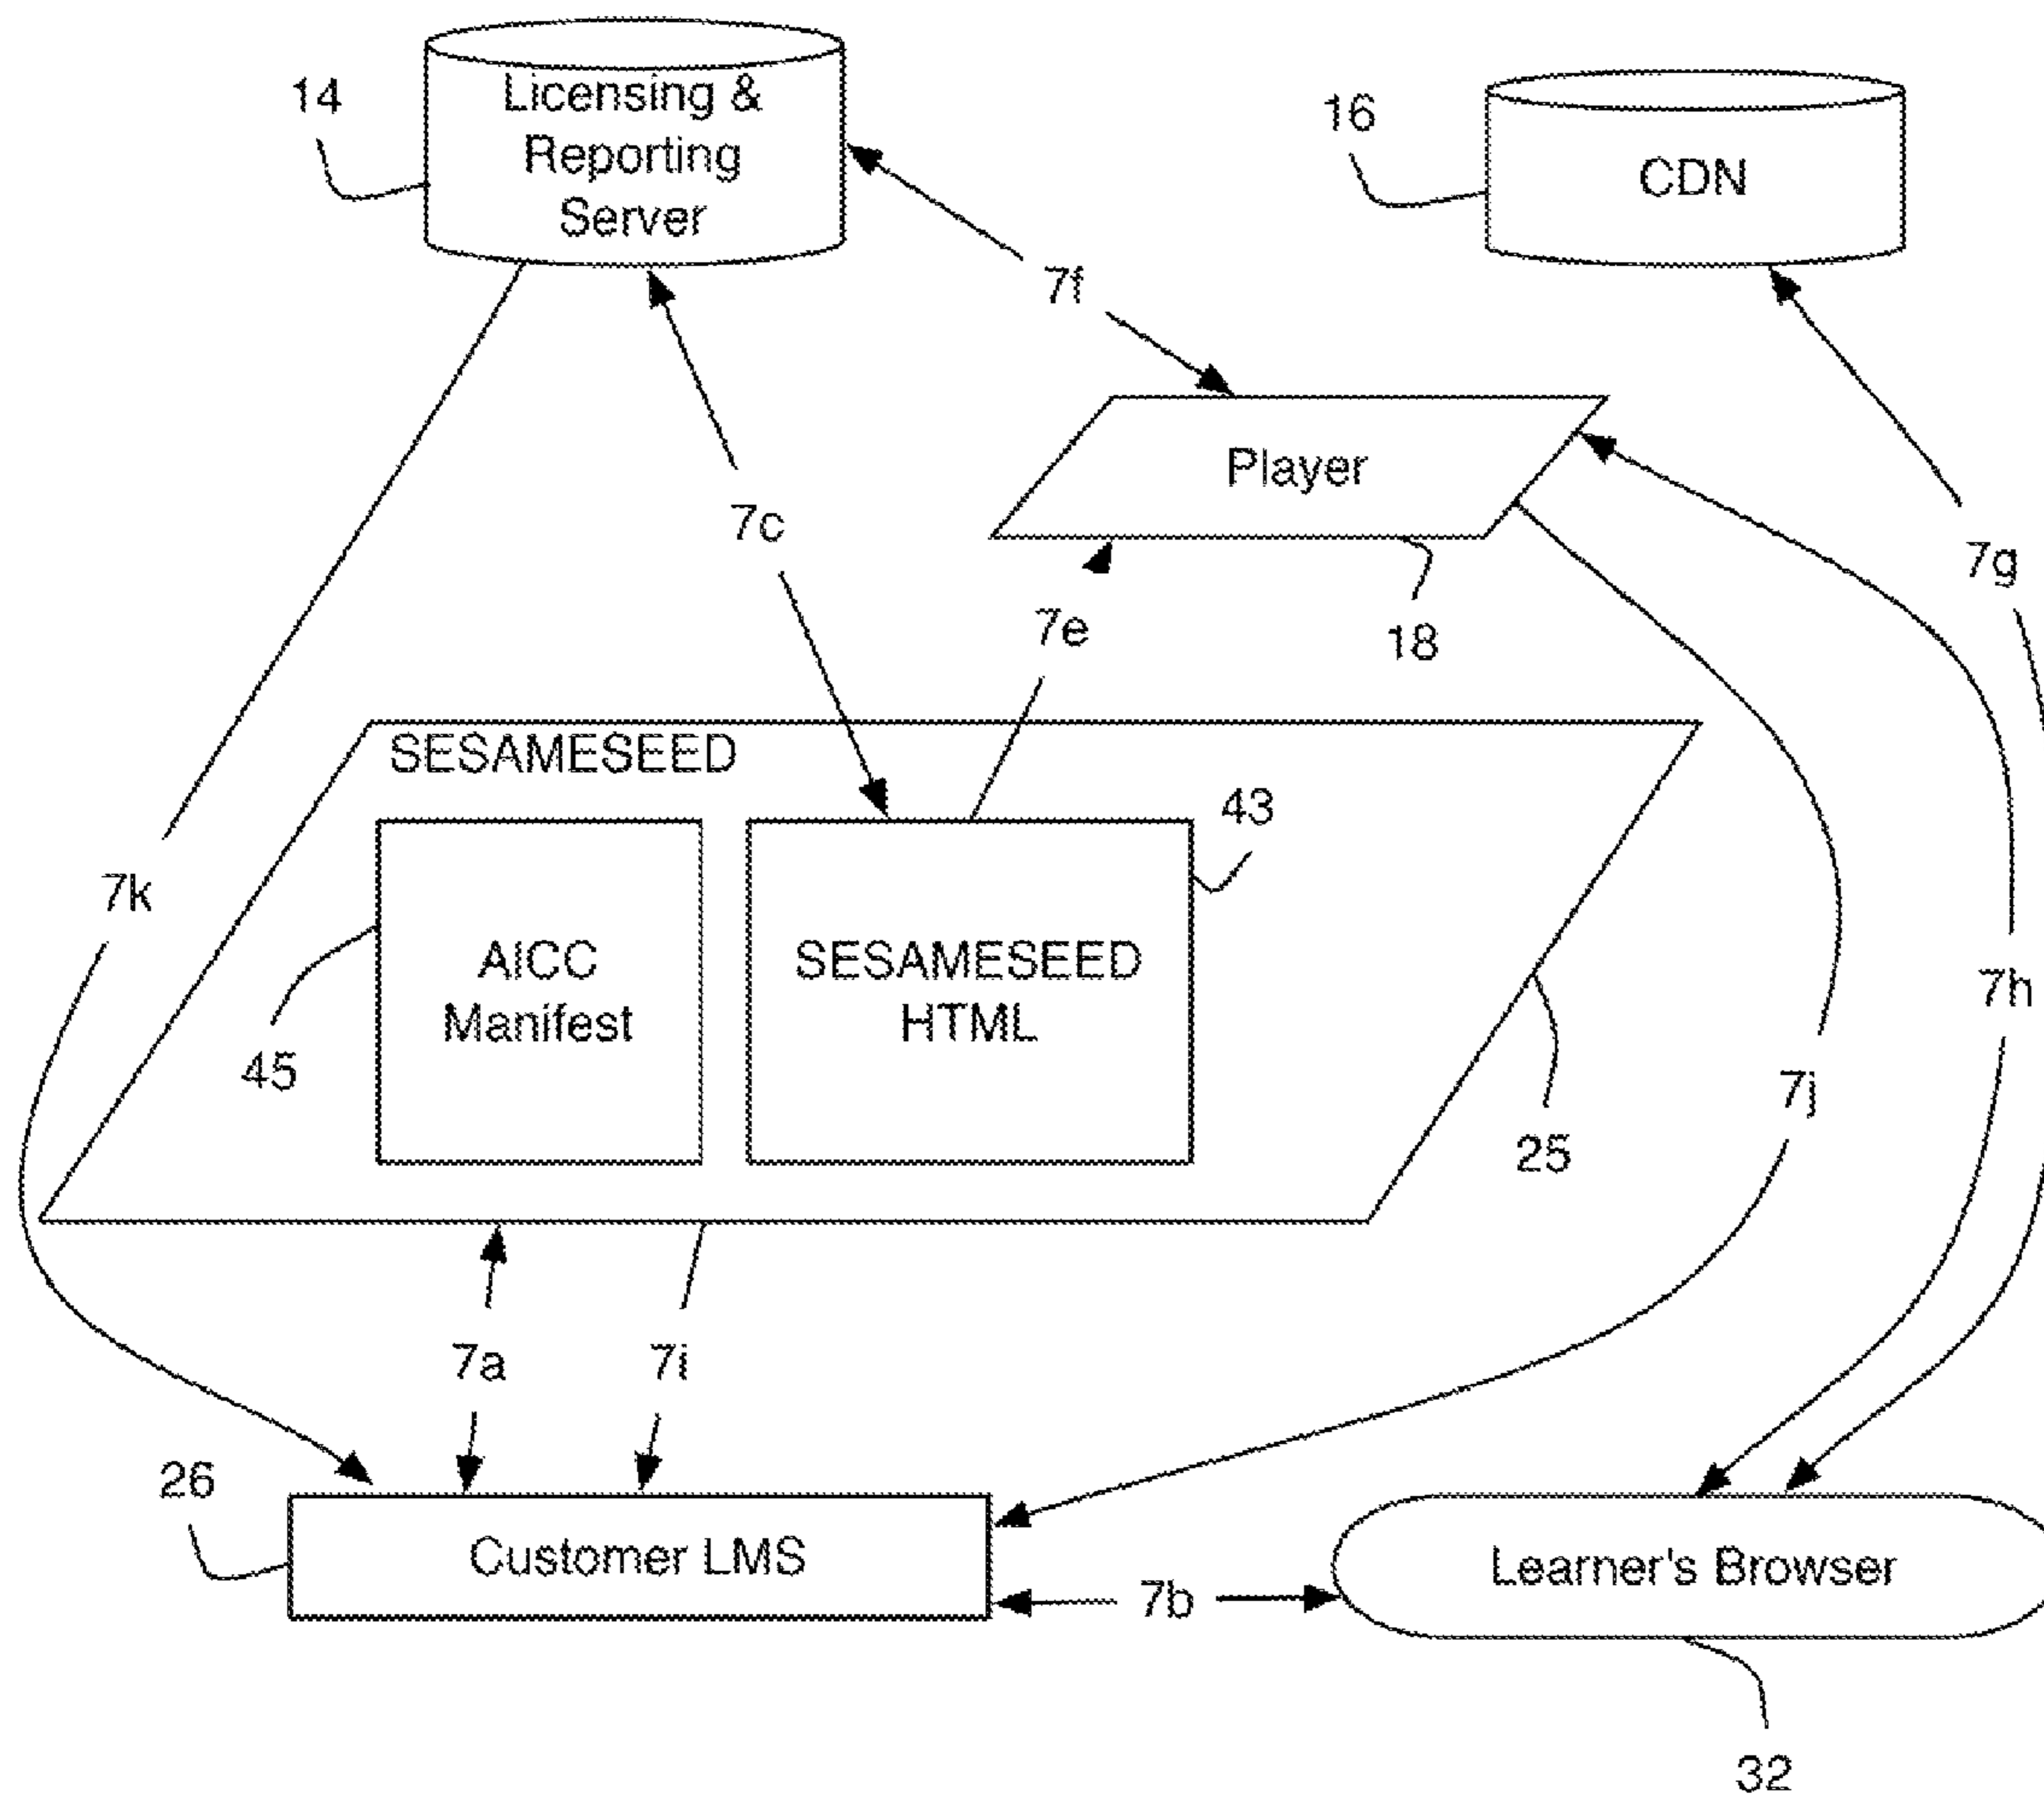 14
Licensing &
Reporting
Server
16
CDN
7f
Player
7c
7g
7e
18
SESAMESEED
43
7k
AICC
Manifest
SESAMESEED
HTML
7h
45
7j
25
7a
7i
26
Customer LMS
7b
Learner's Browser
32